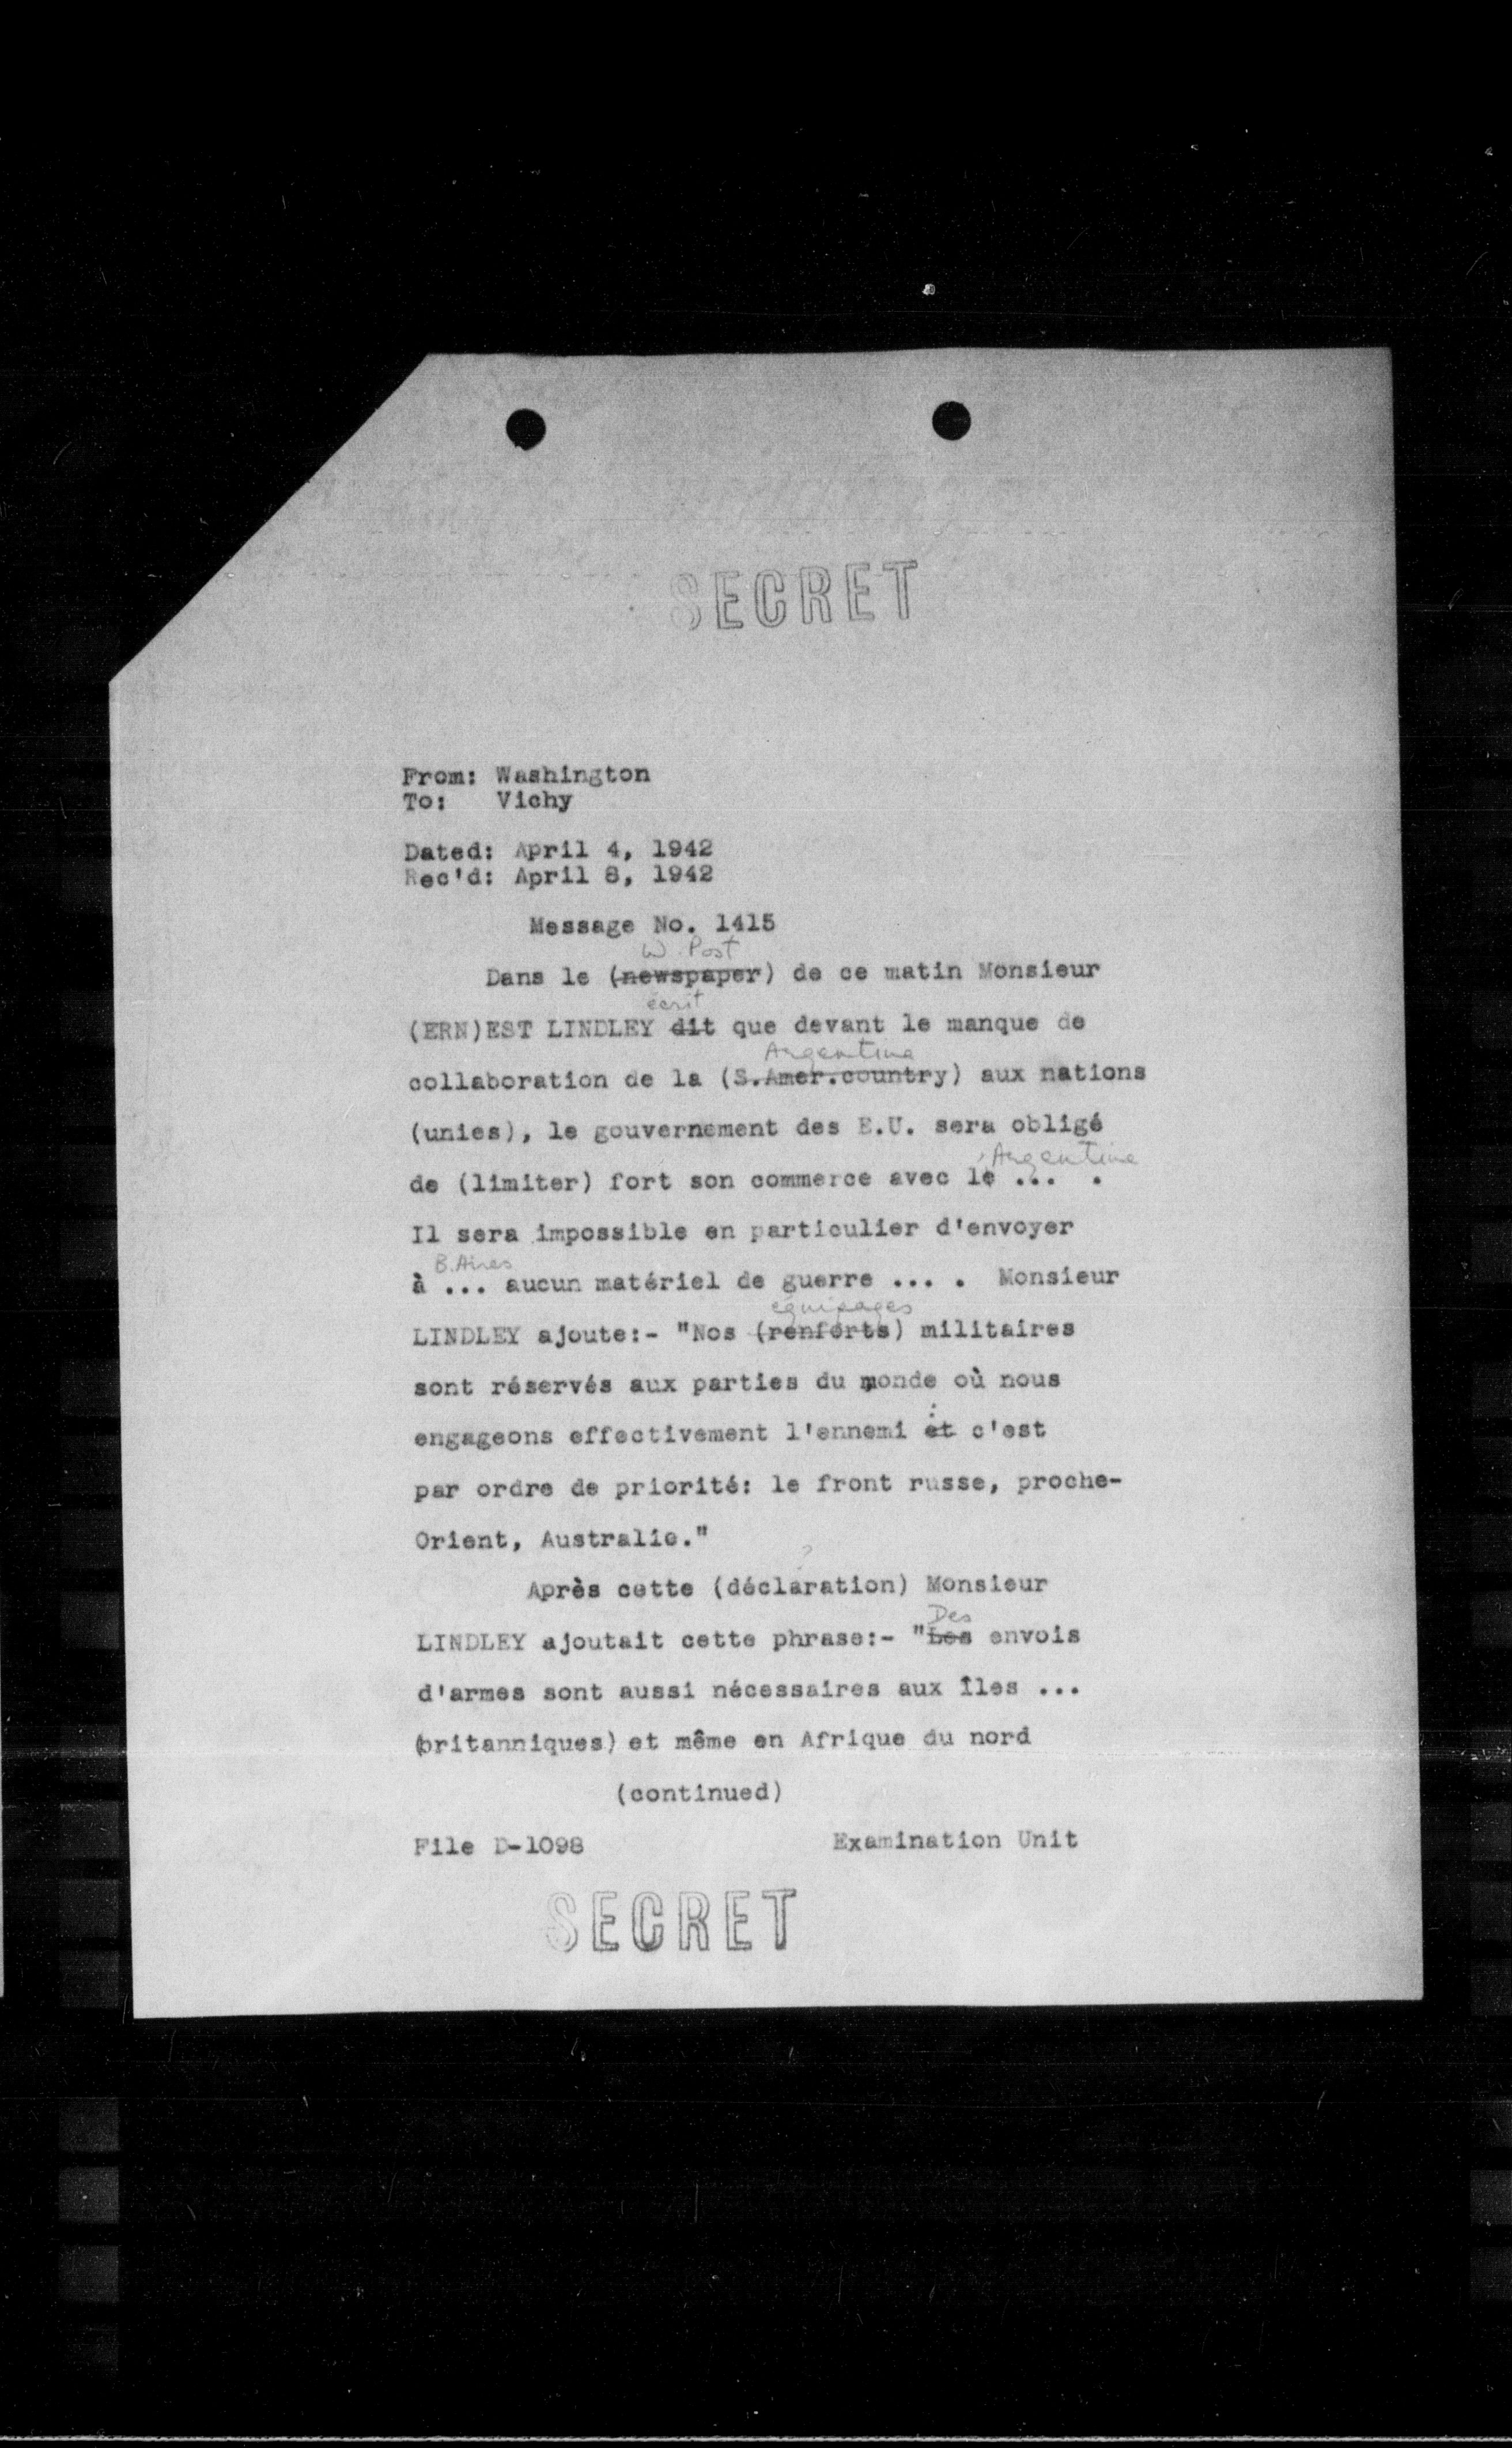 SECRET
From: Washington
To: Vichy
Dated: April 4, 1942
Rec'd: April 8, 1942
Message No. 1415
W. Post
Dans le (newspaper) de ce matin Monsieur
écrit
(ERN)EST LINDLEY dit que devant le manque de
Argentine
collaboration de la (S.Amer.country) aux nations
(unies), le gouvernement des E.U. sera obligé
'Argentine
de (limiter) fort son commerce avec le ... .
Il sera impossible en particulier d'envoyer
B.Aires
à ... aucun matériel de guerre ... . Monsieur
équipages
LINDLEY ajoute:- "Nos (renforts) militaires
sont réservés aux parties du monde où nous
:
engageons effectivement l'ennemi et c'est
par ordre de priorité: le front russe, proche-
Orient, Australie."
?
Après cette (déclaration) Monsieur
Des
LINDLEY ajoutait cette phrase:- "Les envois
d'armes sont aussi nécessaires aux îles ...
(britanniques) et même en Afrique du nord
(continued)
File D-1098 Examination Unit
SECRET